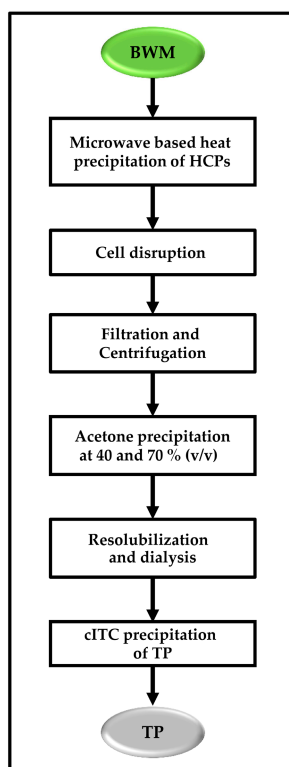 BWM
Microwave based heat
precipitation of HCPs
Cell disruption
Filtration and
Centrifugation
Acetone precipitation
at 40 and 70 % (v/v)
Resolubilization
and dialysis
cITC precipitation
of TP
TP